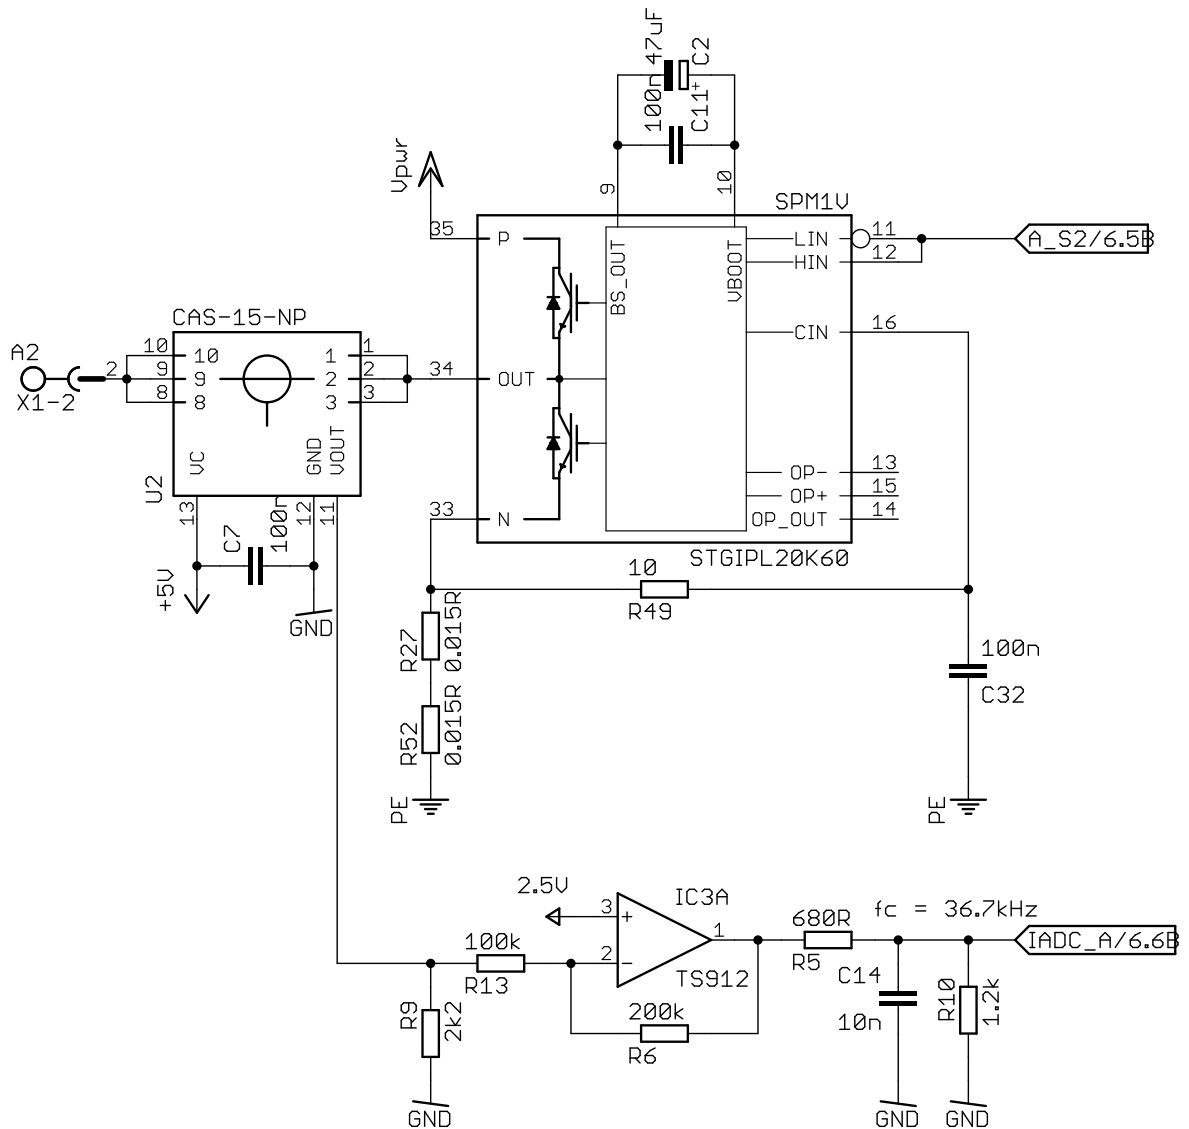 47uF
C2
100n
C11
+
Vpwr
9
10
SPM1V
35
P
BS_OUT
VBOOT
LIN
11
HIN
12
A_S2/6.5B
CIN
16
CAS-15-NP
A2
X1-2
2
10
10
9
9
8
8
1
1
2
2
3
3
34
OUT
VC
GND
VOUT
U2
13
12
11
C7
100n
+5V
GND
33
N
OP-
13
OP+
15
OP_OUT
14
STGIPL20K60
10
R49
R27
0.015R
R52
0.015R
PE
100n
C32
PE
2.5V
3
+
2
-
IC3A
1
TS912
100k
R13
R9
2k2
GND
200k
R6
680R
R5
fc = 36.7kHz
IADC_A/6.6B
C14
10n
R10
1.2k
GND
GND